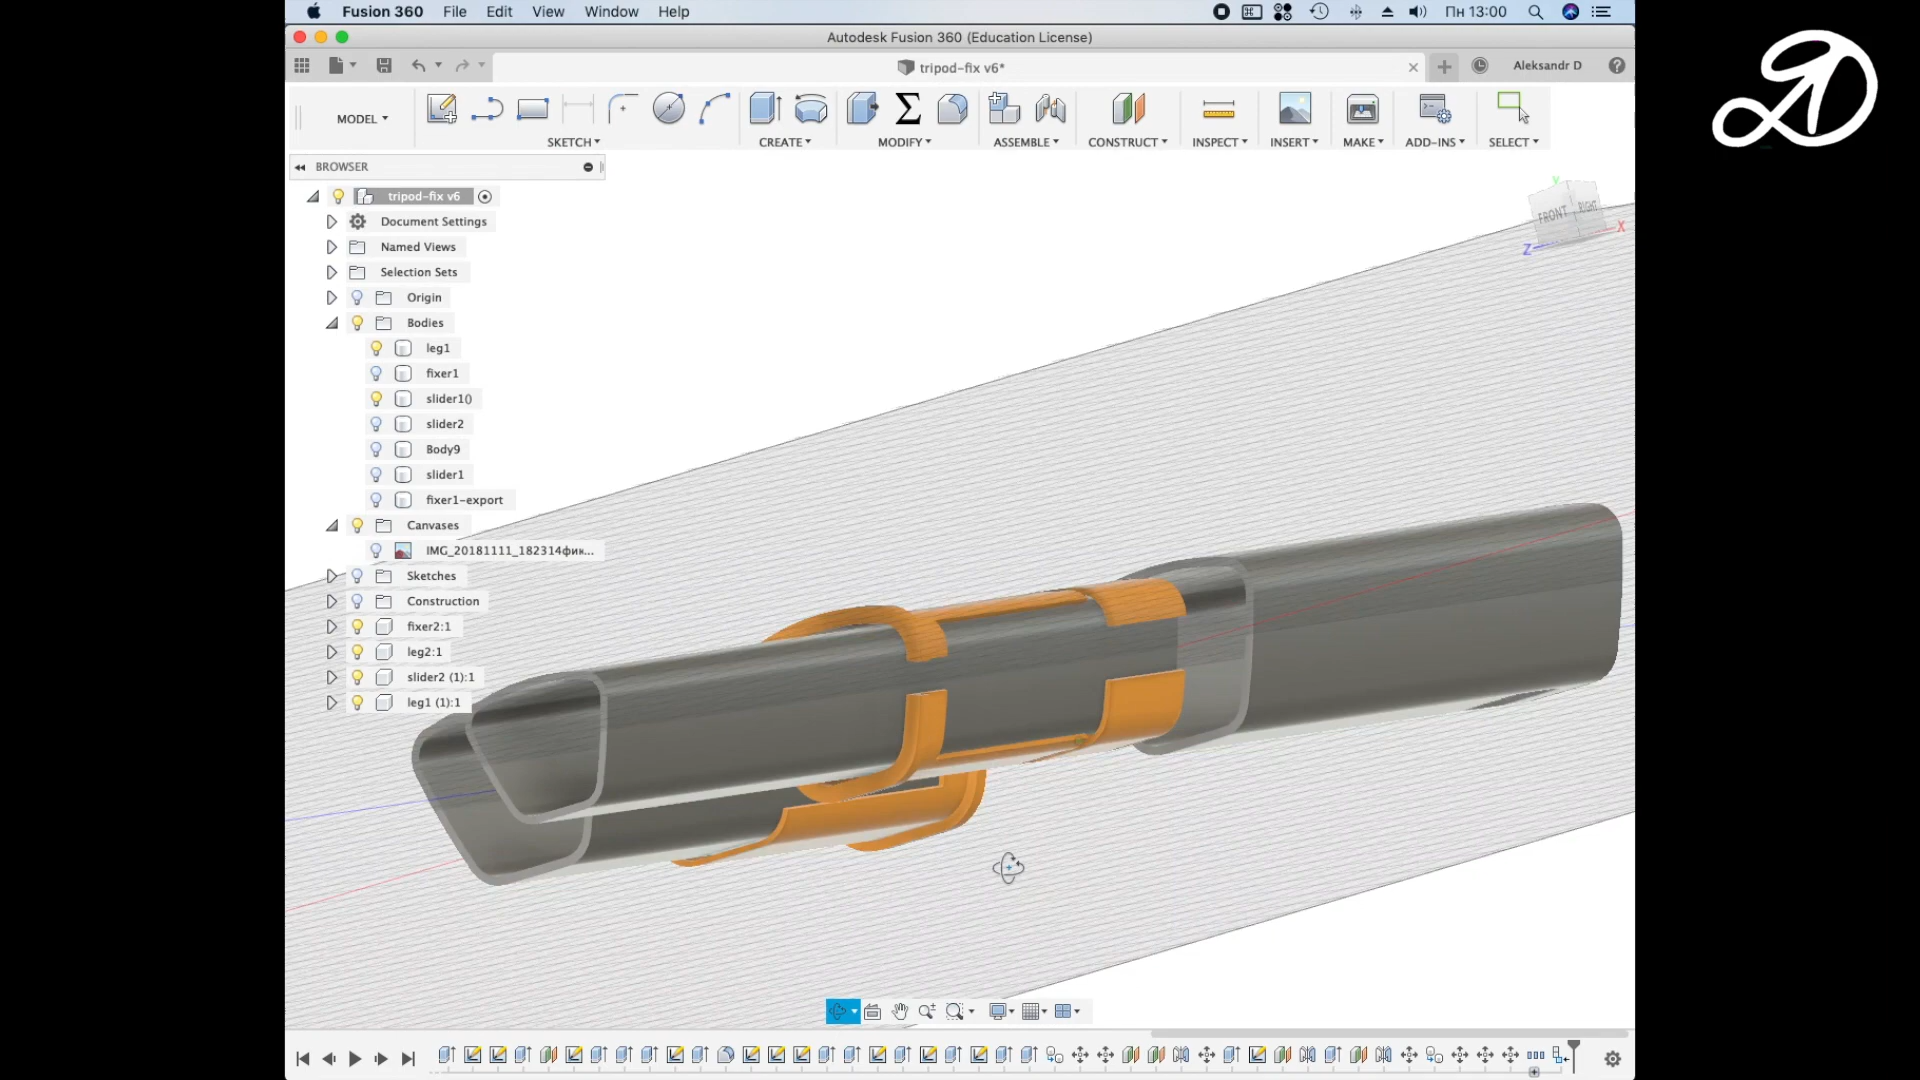 Fusion 360 File Edit View Window Help Пн 13:00
Autodesk Fusion 360 (Education License)
tripod-fix v6* Aleksandr D
MODEL
SKETCH CREATE MODIFY ASSEMBLE CONSTRUCT INSPECT INSERT MAKE ADD-INS SELECT
BROWSER
tripod-fix v6
Document Settings
Named Views
Selection Sets
Origin
Bodies
leg1
fixer1
slider1()
slider2
Body9
slider1
fixer1-export
Canvases
IMG_20181111_182314фик...
Sketches
Construction
fixer2:1
leg2:1
slider2 (1):1
leg1 (1):1
Y
FRONT RIGHT
X
Z